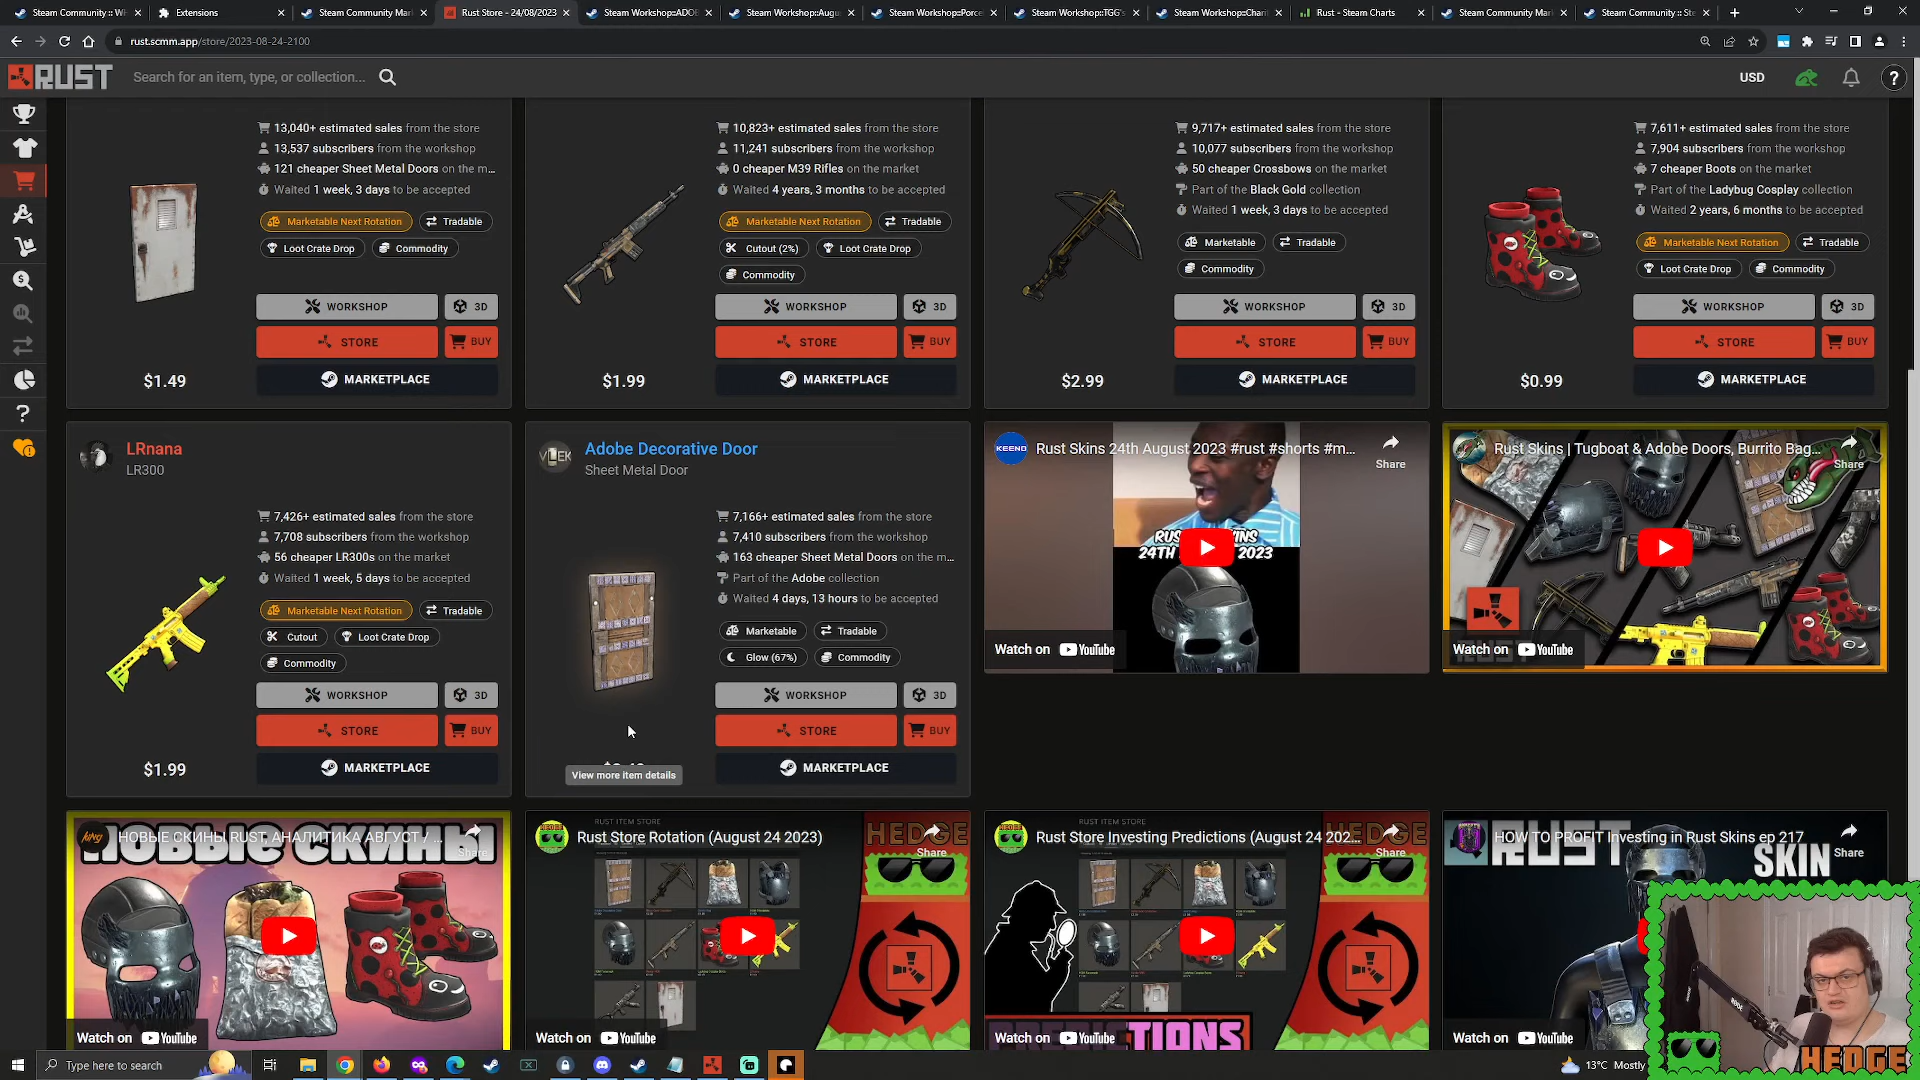 Steam Community :: W
Extensions
Steam Community Mar
Rust Store - 24/08/2023
Steam Workshop::ADOB
Steam Workshop::Augu
Steam Workshop::Porce
Steam Workshop::TGG's
Steam Workshop::Chari
Rust - Steam Charts
Steam Community Mar
Steam Community :: Ste
rust.scmm.app/store/2023-08-24-2100
RUST
Search for an item, type, or collection...
USD
13,040+ estimated sales from the store
13,537 subscribers from the workshop
121 cheaper Sheet Metal Doors on the m...
Waited 1 week, 3 days to be accepted
Marketable Next Rotation
Tradable
Loot Crate Drop
Commodity
WORKSHOP
3D
STORE
BUY
$1.49
MARKETPLACE
10,823+ estimated sales from the store
11,241 subscribers from the workshop
0 cheaper M39 Rifles on the market
Waited 4 years, 3 months to be accepted
Marketable Next Rotation
Tradable
Cutout (2%)
Loot Crate Drop
Commodity
WORKSHOP
3D
STORE
BUY
$1.99
MARKETPLACE
9,717+ estimated sales from the store
10,077 subscribers from the workshop
50 cheaper Crossbows on the market
Part of the Black Gold collection
Waited 1 week, 3 days to be accepted
Marketable
Tradable
Commodity
WORKSHOP
3D
STORE
BUY
$2.99
MARKETPLACE
7,611+ estimated sales from the store
7,904 subscribers from the workshop
7 cheaper Boots on the market
Part of the Ladybug Cosplay collection
Waited 2 years, 6 months to be accepted
Marketable Next Rotation
Tradable
Loot Crate Drop
Commodity
WORKSHOP
3D
STORE
BUY
$0.99
MARKETPLACE
LRnana
LR300
7,426+ estimated sales from the store
7,708 subscribers from the workshop
56 cheaper LR300s on the market
Waited 1 week, 5 days to be accepted
Marketable Next Rotation
Tradable
Cutout
Loot Crate Drop
Commodity
WORKSHOP
3D
STORE
BUY
$1.99
MARKETPLACE
VLEK
Adobe Decorative Door
Sheet Metal Door
7,166+ estimated sales from the store
7,410 subscribers from the workshop
163 cheaper Sheet Metal Doors on the m...
Part of the Adobe collection
Waited 4 days, 13 hours to be accepted
Marketable
Tradable
Glow (67%)
Commodity
WORKSHOP
3D
STORE
BUY
View more item details
MARKETPLACE
KEEND
Rust Skins 24th August 2023 #rust #shorts #m...
Share
Watch on YouTube
Rust Skins | Tugboat & Adobe Doors, Burrito Bag...
Share
Watch on YouTube
НОВЫЕ СКИНЫ RUST, АНАЛИТИКА АВГУСТ / ...
НОВЫЕ СКИНЫ
Share
Watch on YouTube
RUST ITEM STORE
Rust Store Rotation (August 24 2023)
HEDGE
Share
Watch on YouTube
RUST ITEM STORE
Rust Store Investing Predictions (August 24 202...
HEDGE
Share
Watch on YouTube
HOW TO PROFIT Investing in Rust Skins ep 217
RUST
SKIN
Share
Watch on YouTube
HEDGE
Type here to search
13°C Mostly